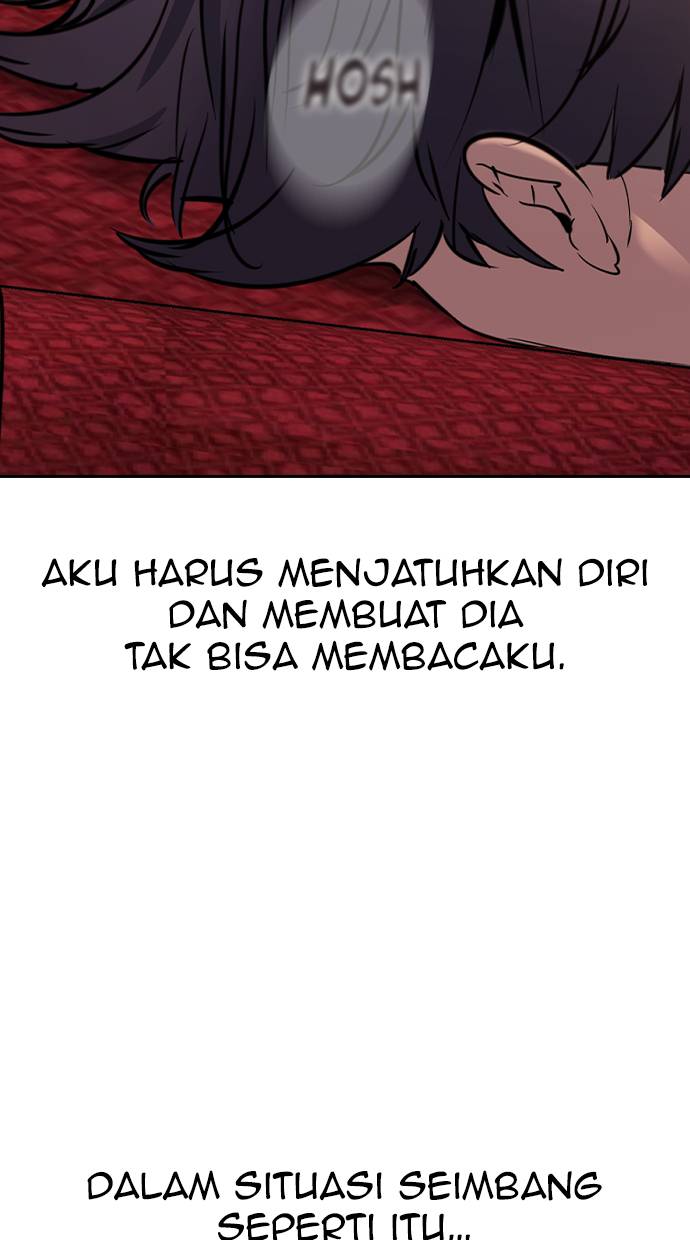 HOSH
AKU HARUS MENJATUHKAN DIRI
DAN MEMBUAT DIA
TAK BISA MEMBACAKU.
DALAM SITUASI SEIMBANG
SEPERTI ITU...